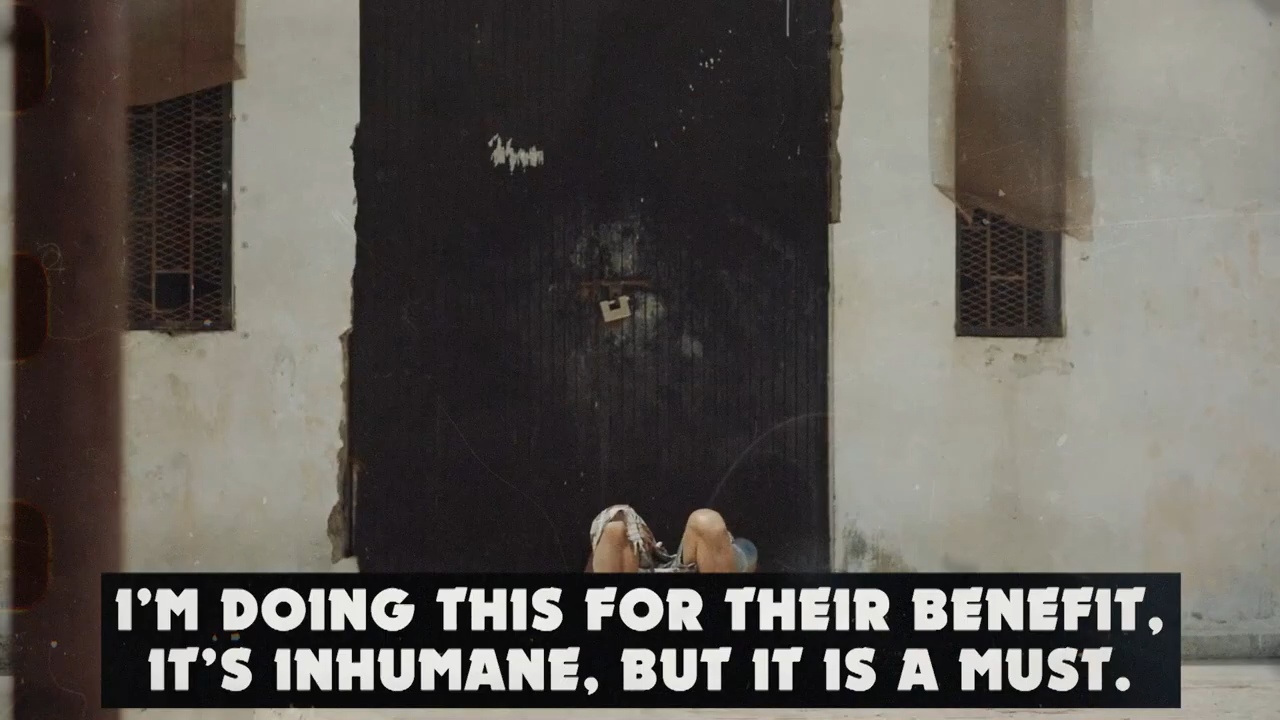 I'M DOING THIS FOR THEIR BENEFIT,
IT'S INHUMANE, BUT IT IS A MUST.